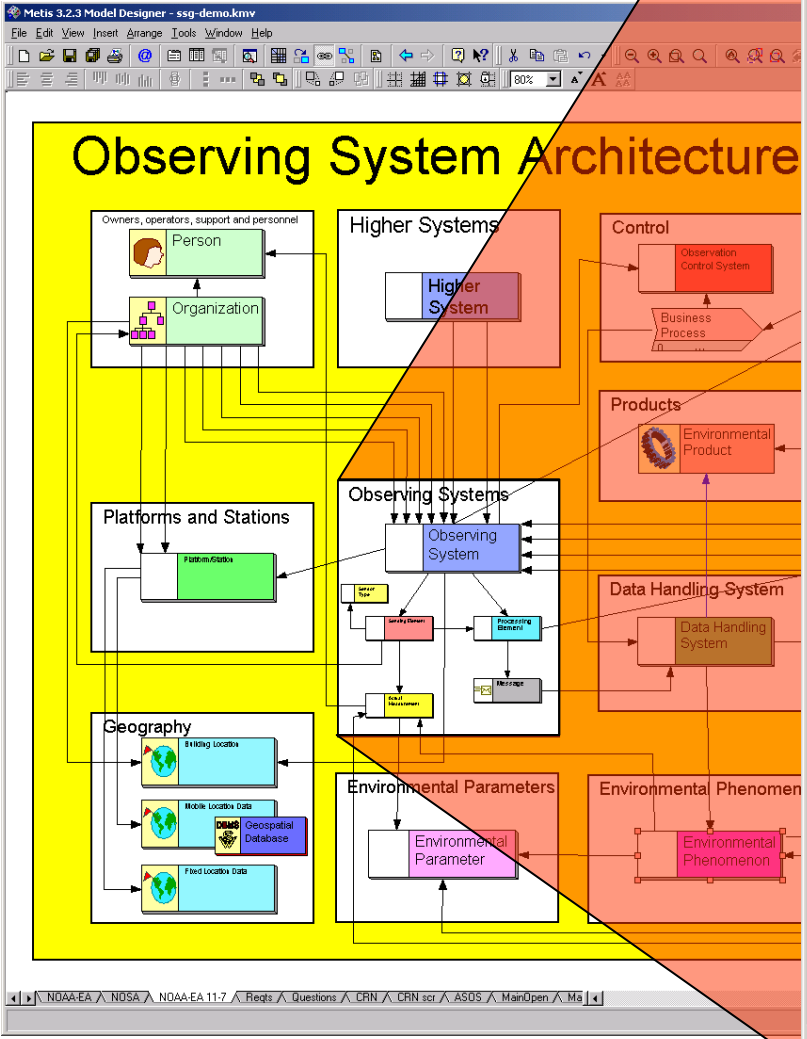 Metis 3.2.3 Model Designer - ssg-demo.kmv
File Edit View Insert Arrange Tools Window Help
80%
Observing System Architecture
Owners, operators, support and personnel
Person
Organization
Higher Systems
Higher
System
Control
Observation
Control System
Business
Process
Products
Environmental
Product
Platforms and Stations
Platform/Station
Observing Systems
Observing
System
Sensor
Type
Sensing Element
Processing
Element
Message
Actual
Measurement
Data Handling System
Data Handling
System
Geography
Building Location
Mobile Location Data
DBMS
Geospatial
Database
Fixed Location Data
Environmental Parameters
Environmental
Parameter
Environmental Phenomen
Environmental
Phenomenon
NOAA-EA NOSA NOAA-EA 11-7 Reqts Questions CRN CRN scr ASOS MainOpen Ma